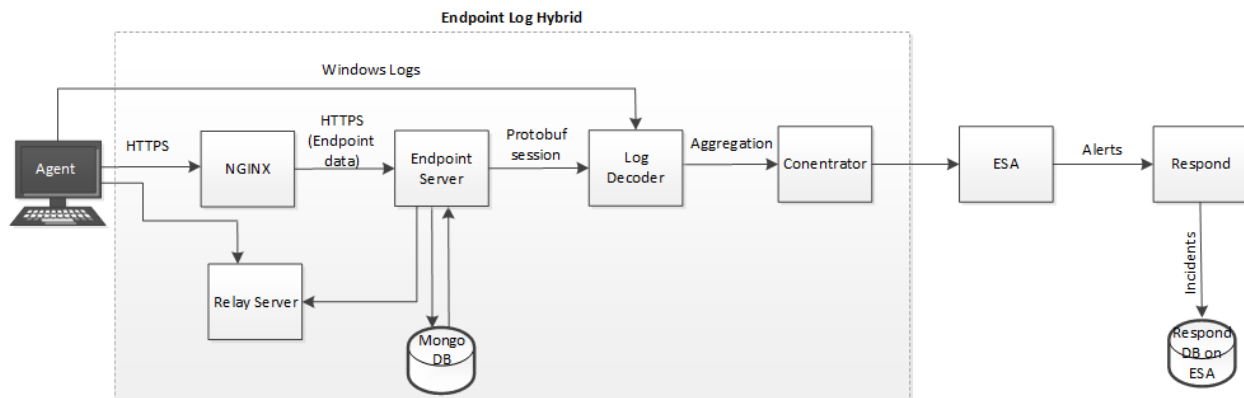 Endpoint Log Hybrid
Windows Logs
Agent
HTTPS
NGINX
HTTPS
(Endpoint
data)
Endpoint
Server
Protobuf
session
Log
Decoder
Aggregation
Conentrator
ESA
Alerts
Respond
Relay Server
Mongo
DB
Incidents
Respond
DB on
ESA